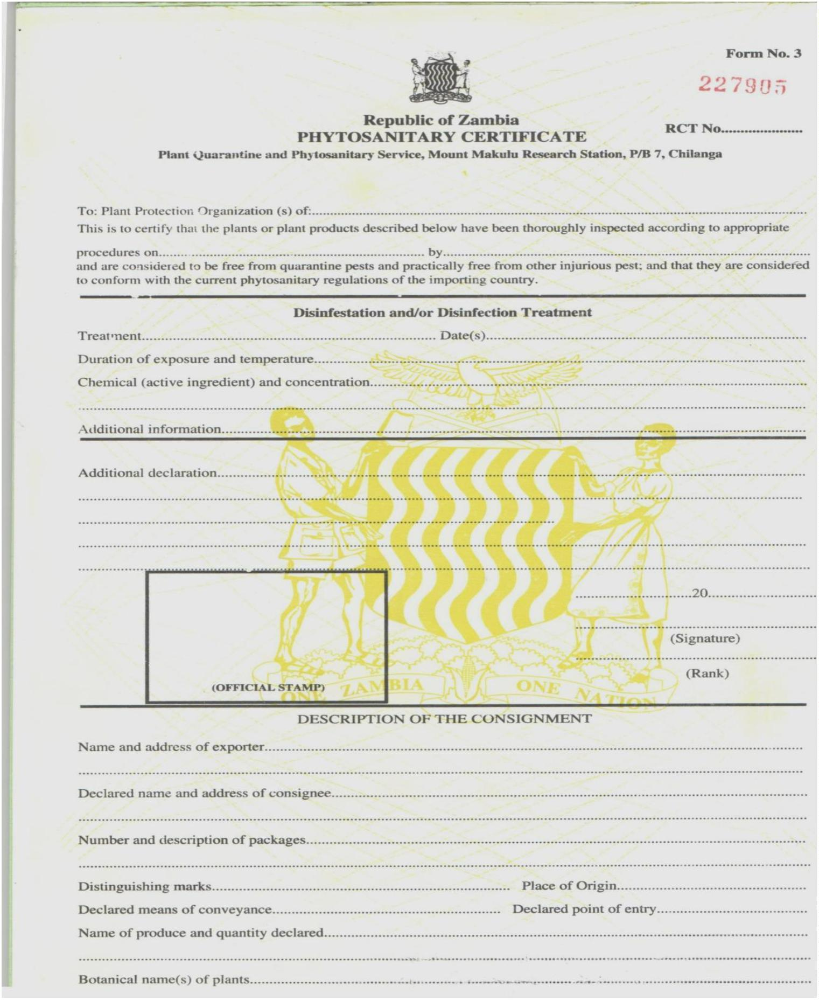 Form No. 3
227905
Republic of Zambia
PHYTOSANITARY CERTIFICATE
RCT No.....................
Plant Quarantine and Phytosanitary Service, Mount Makulu Research Station, P/B 7, Chilanga
To: Plant Protection Organization (s) of:..........................................................
This is to certify that the plants or plant products described below have been thoroughly inspected according to appropriate
procedures on.......................................................... by..........................................................
and are considered to be free from quarantine pests and practically free from other injurious pest; and that they are considered
to conform with the current phytosanitary regulations of the importing country.
Disinfestation and/or Disinfection Treatment
Treatment.......................................................... Date(s)..........................................................
Duration of exposure and temperature..........................................................
Chemical (active ingredient) and concentration..........................................................
Additional information..........................................................
Additional declaration..........................................................
..............................20..............................
(Signature)
(Rank)
(OFFICIAL STAMP)
ONE ZAMBIA ONE NATION
DESCRIPTION OF THE CONSIGNMENT
Name and address of exporter..........................................................
Declared name and address of consignee..........................................................
Number and description of packages..........................................................
Distinguishing marks.......................................................... Place of Origin..........................................................
Declared means of conveyance.......................................................... Declared point of entry..........................................................
Name of produce and quantity declared..........................................................
Botanical name(s) of plants..........................................................